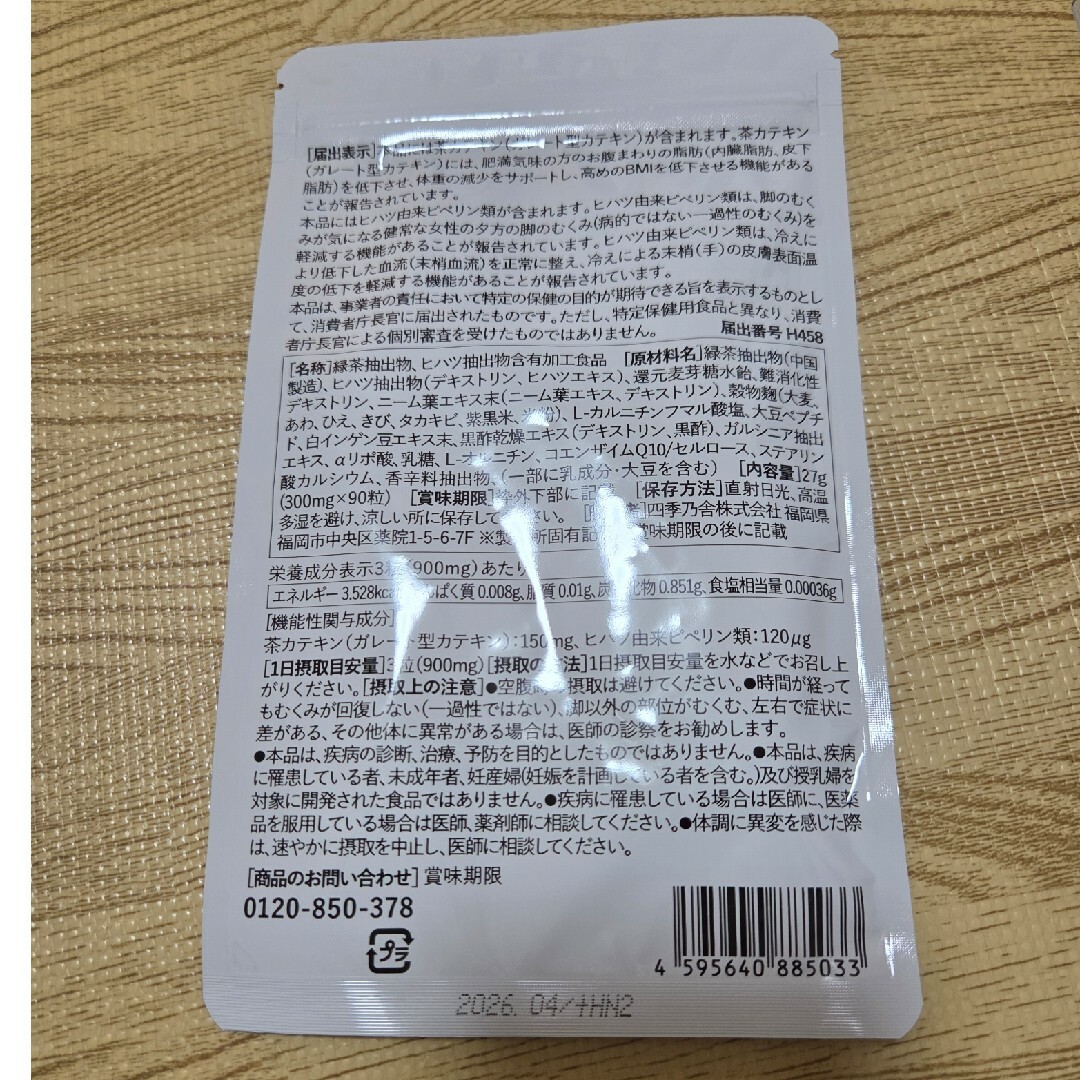 [届出表示]本品には茶カテキン(ガレート型カテキン)が含まれます。茶カテキン
(ガレート型カテキン)には、肥満気味の方のお腹まわりの脂肪(内臓脂肪、皮下
脂肪)を低下させ、体重の減少をサポートし、高めのBMIを低下させる機能がある
ことが報告されています。
本品にはヒハツ由来ピペリン類が含まれます。ヒハツ由来ピペリン類は、脚のむく
みが気になる健常な女性の夕方の脚のむくみ(病的ではない一過性のむくみ)を
軽減する機能があることが報告されています。ヒハツ由来ピペリン類は、冷えに
より低下した血流(末梢血流)を正常に整え、冷えによる末梢(手)の皮膚表面温
度の低下を軽減する機能があることが報告されています。
本品は、事業者の責任において特定の保健の目的が期待できる旨を表示するものとし
て、消費者庁長官に届出されたものです。ただし、特定保健用食品と異なり、消費
者庁長官による個別審査を受けたものではありません。 届出番号 H458
[名称]緑茶抽出物、ヒハツ抽出物含有加工食品 [原材料名]緑茶抽出物(中国
製造)、ヒハツ抽出物(デキストリン、ヒハツエキス)、還元麦芽糖水飴、難消化性
デキストリン、ニーム葉エキス末(ニーム葉エキス、デキストリン)、穀物麹(大麦、
あわ、ひえ、きび、タカキビ、紫黒米、米粉)、L-カルニチンフマル酸塩、大豆ペプチ
ド、白インゲン豆エキス末、黒酢乾燥エキス(デキストリン、黒酢)、ガルシニア抽出
エキス、αリポ酸、乳糖、L-オルニチン、コエンザイムQ10/セルロース、ステアリン
酸カルシウム、香辛料抽出物、(一部に乳成分・大豆を含む) [内容量]27g
(300mg×90粒) [賞味期限]枠外下部に記載 [保存方法]直射日光、高温
多湿を避け、涼しい所に保存して い。 四季乃舎株式会社 福岡県
福岡市中央区薬院1-5-6-7F ※製 所固有記 賞味期限の後に記載
栄養成分表示3粒(900mg)あたり
エネルギー 3.528kca んぱく質 0.008g、脂質 0.01g、炭 化物 0.851g、食塩相当量 0.00036g
[機能性関与成分]
茶カテキン(ガレート型カテキン):150mg、ヒハツ由来ピペリン類:120μg
[1日摂取目安量]3粒(900mg)[摂取の方法]1日摂取目安量を水などでお召し上
がりください。[摂取上の注意]●空腹時 摂取は避けてください。●時間が経って
もむくみが回復しない(一過性ではない)、脚以外の部位がむくむ、左右で症状に
差がある、その他体に異常がある場合は、医師の診察をお勧めします。
●本品は、疾病の診断、治療、予防を目的としたものではありません。●本品は、疾病
に罹患している者、未成年者、妊産婦(妊娠を計画している者を含む。)及び授乳婦を
対象に開発された食品ではありません。●疾病に罹患している場合は医師に、医薬
品を服用している場合は医師、薬剤師に相談してください。●体調に異変を感じた際
は、速やかに摂取を中止し、医師に相談してください。
[商品のお問い合わせ] 賞味期限
0120-850-378
プラ
4 595640 885033
2026. 04/+HN2